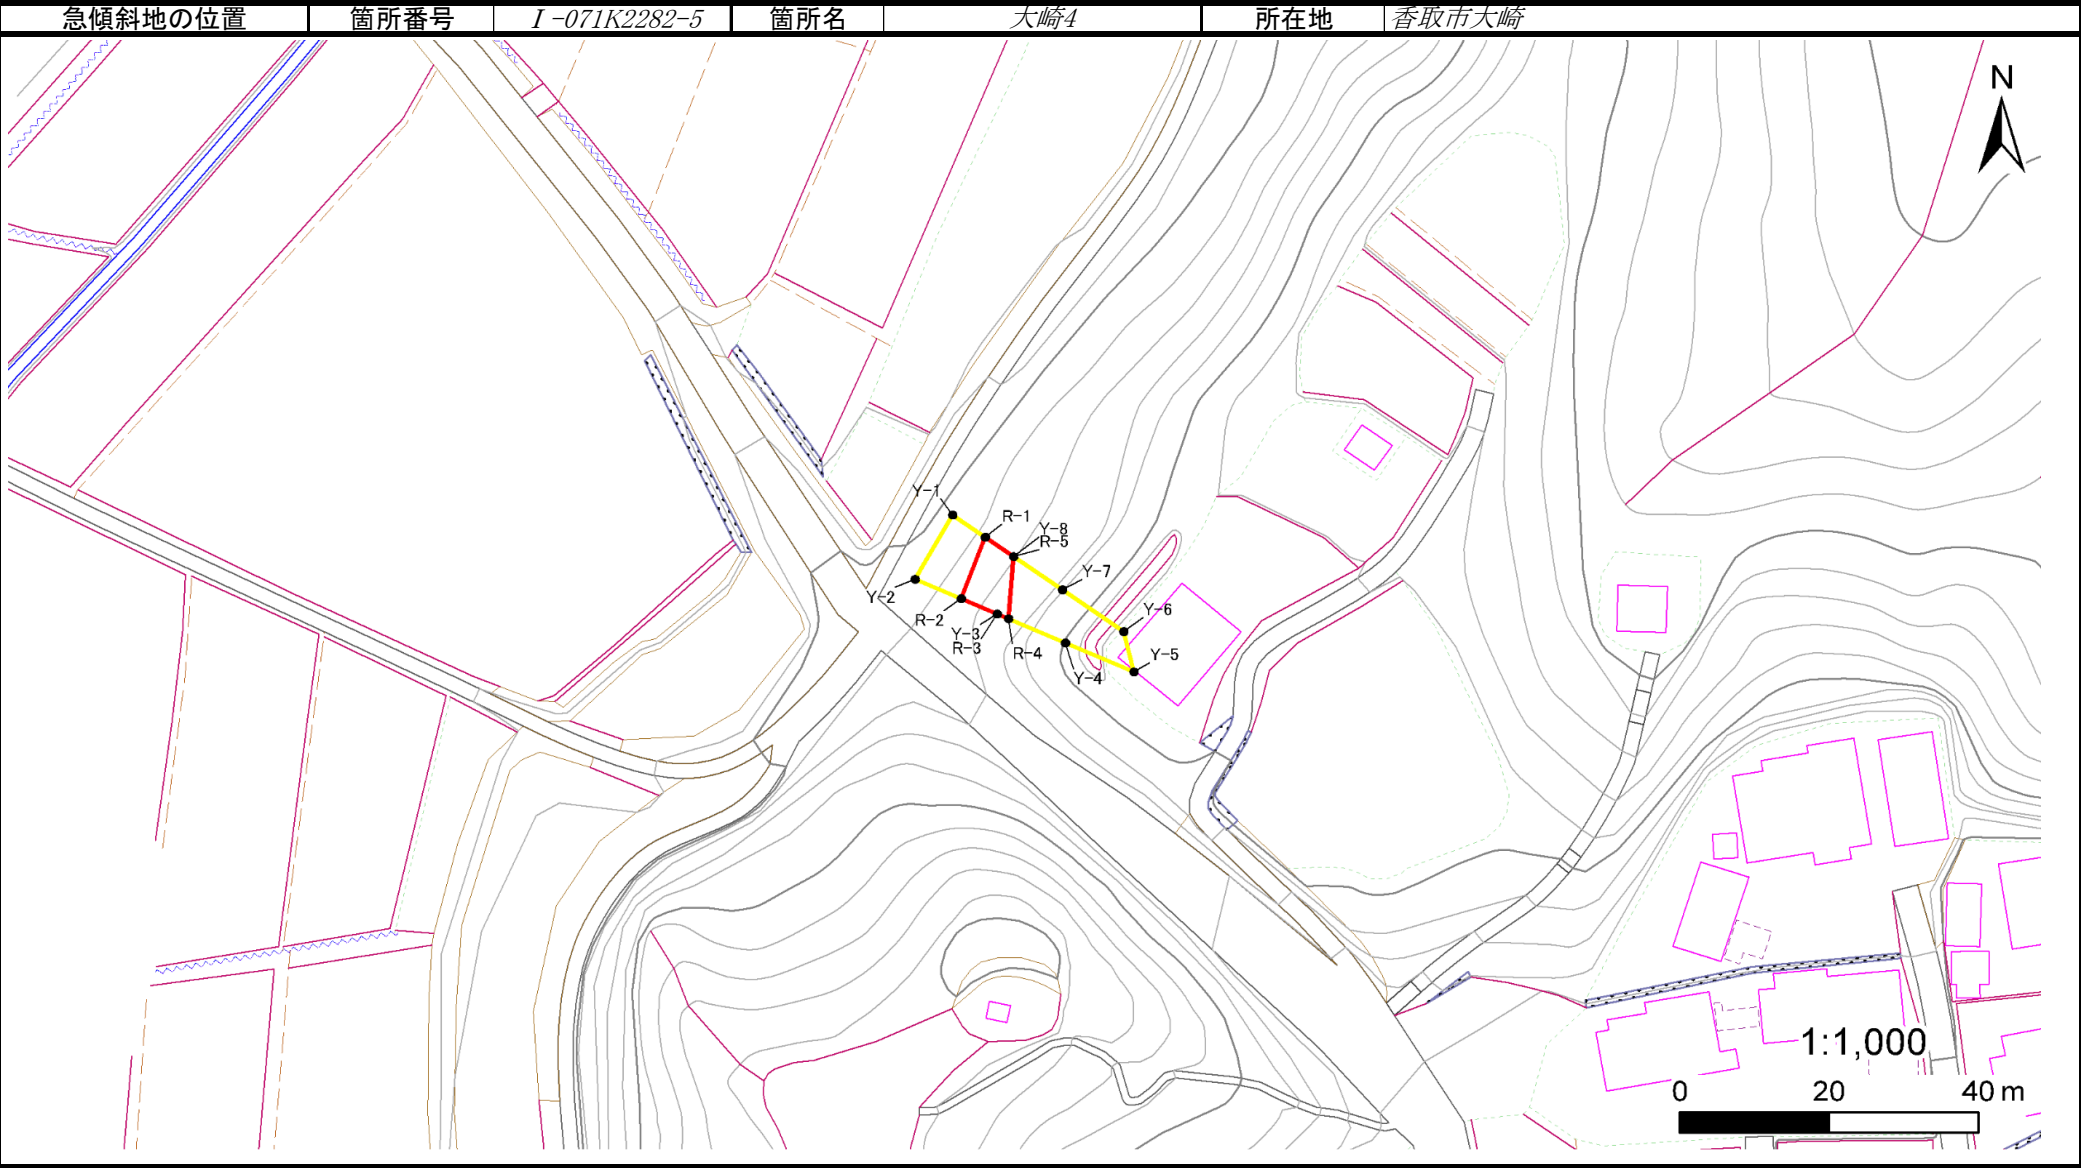 急傾斜地の位置 箇所番号 Ⅰ-071K2282-5 箇所名 大崎4 所在地 香取市大崎
N
Y-1
R-1
Y-8
R-5
Y-7
Y-2
Y-6
R-2
Y-3
R-3
R-4
Y-5
Y-4
1:1,000
0 20 40 m